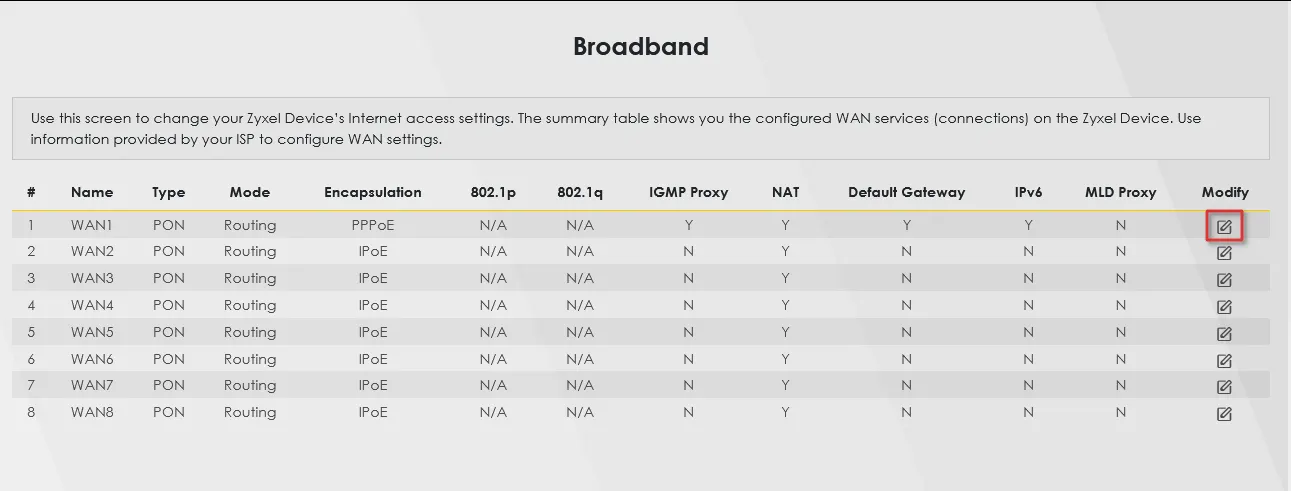 Broadband
Use this screen to change your Zyxel Device's Internet access settings. The summary table shows you the configured WAN services (connections) on the Zyxel Device. Use
information provided by your ISP to configure WAN settings.
# Name Type Mode Encapsulation 802.1p 802.1q IGMP Proxy NAT Default Gateway IPv6 MLD Proxy Modify
1 WAN1 PON Routing PPPoE N/A N/A Y Y Y Y N
2 WAN2 PON Routing IPoE N/A N/A N Y N N N
3 WAN3 PON Routing IPoE N/A N/A N Y N N N
4 WAN4 PON Routing IPoE N/A N/A N Y N N N
5 WAN5 PON Routing IPoE N/A N/A N Y N N N
6 WAN6 PON Routing IPoE N/A N/A N Y N N N
7 WAN7 PON Routing IPoE N/A N/A N Y N N N
8 WAN8 PON Routing IPoE N/A N/A N Y N N N